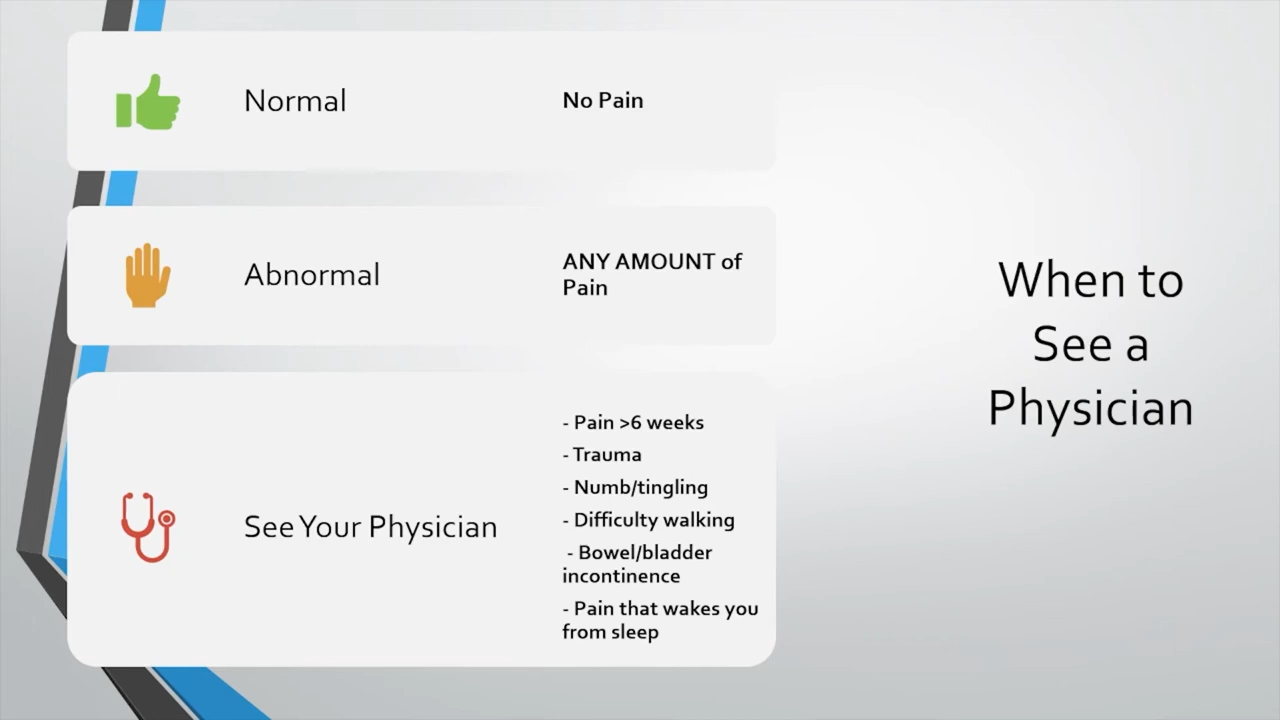 Normal
No Pain
Abnormal
ANY AMOUNT of
Pain
See Your Physician
- Pain >6 weeks
- Trauma
- Numb/tingling
- Difficulty walking
- Bowel/bladder
incontinence
- Pain that wakes you
from sleep
When to
See a
Physician